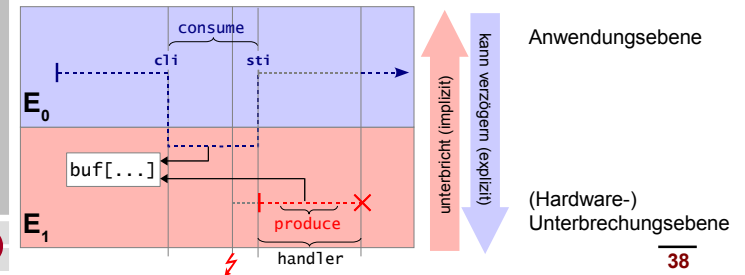 consume
cli
sti
E0
buf[...]
E1
produce
handler
unterbricht (implizit)
kann verzögern (explizit)
Anwendungsebene
(Hardware-)
Unterbrechungsebene
38